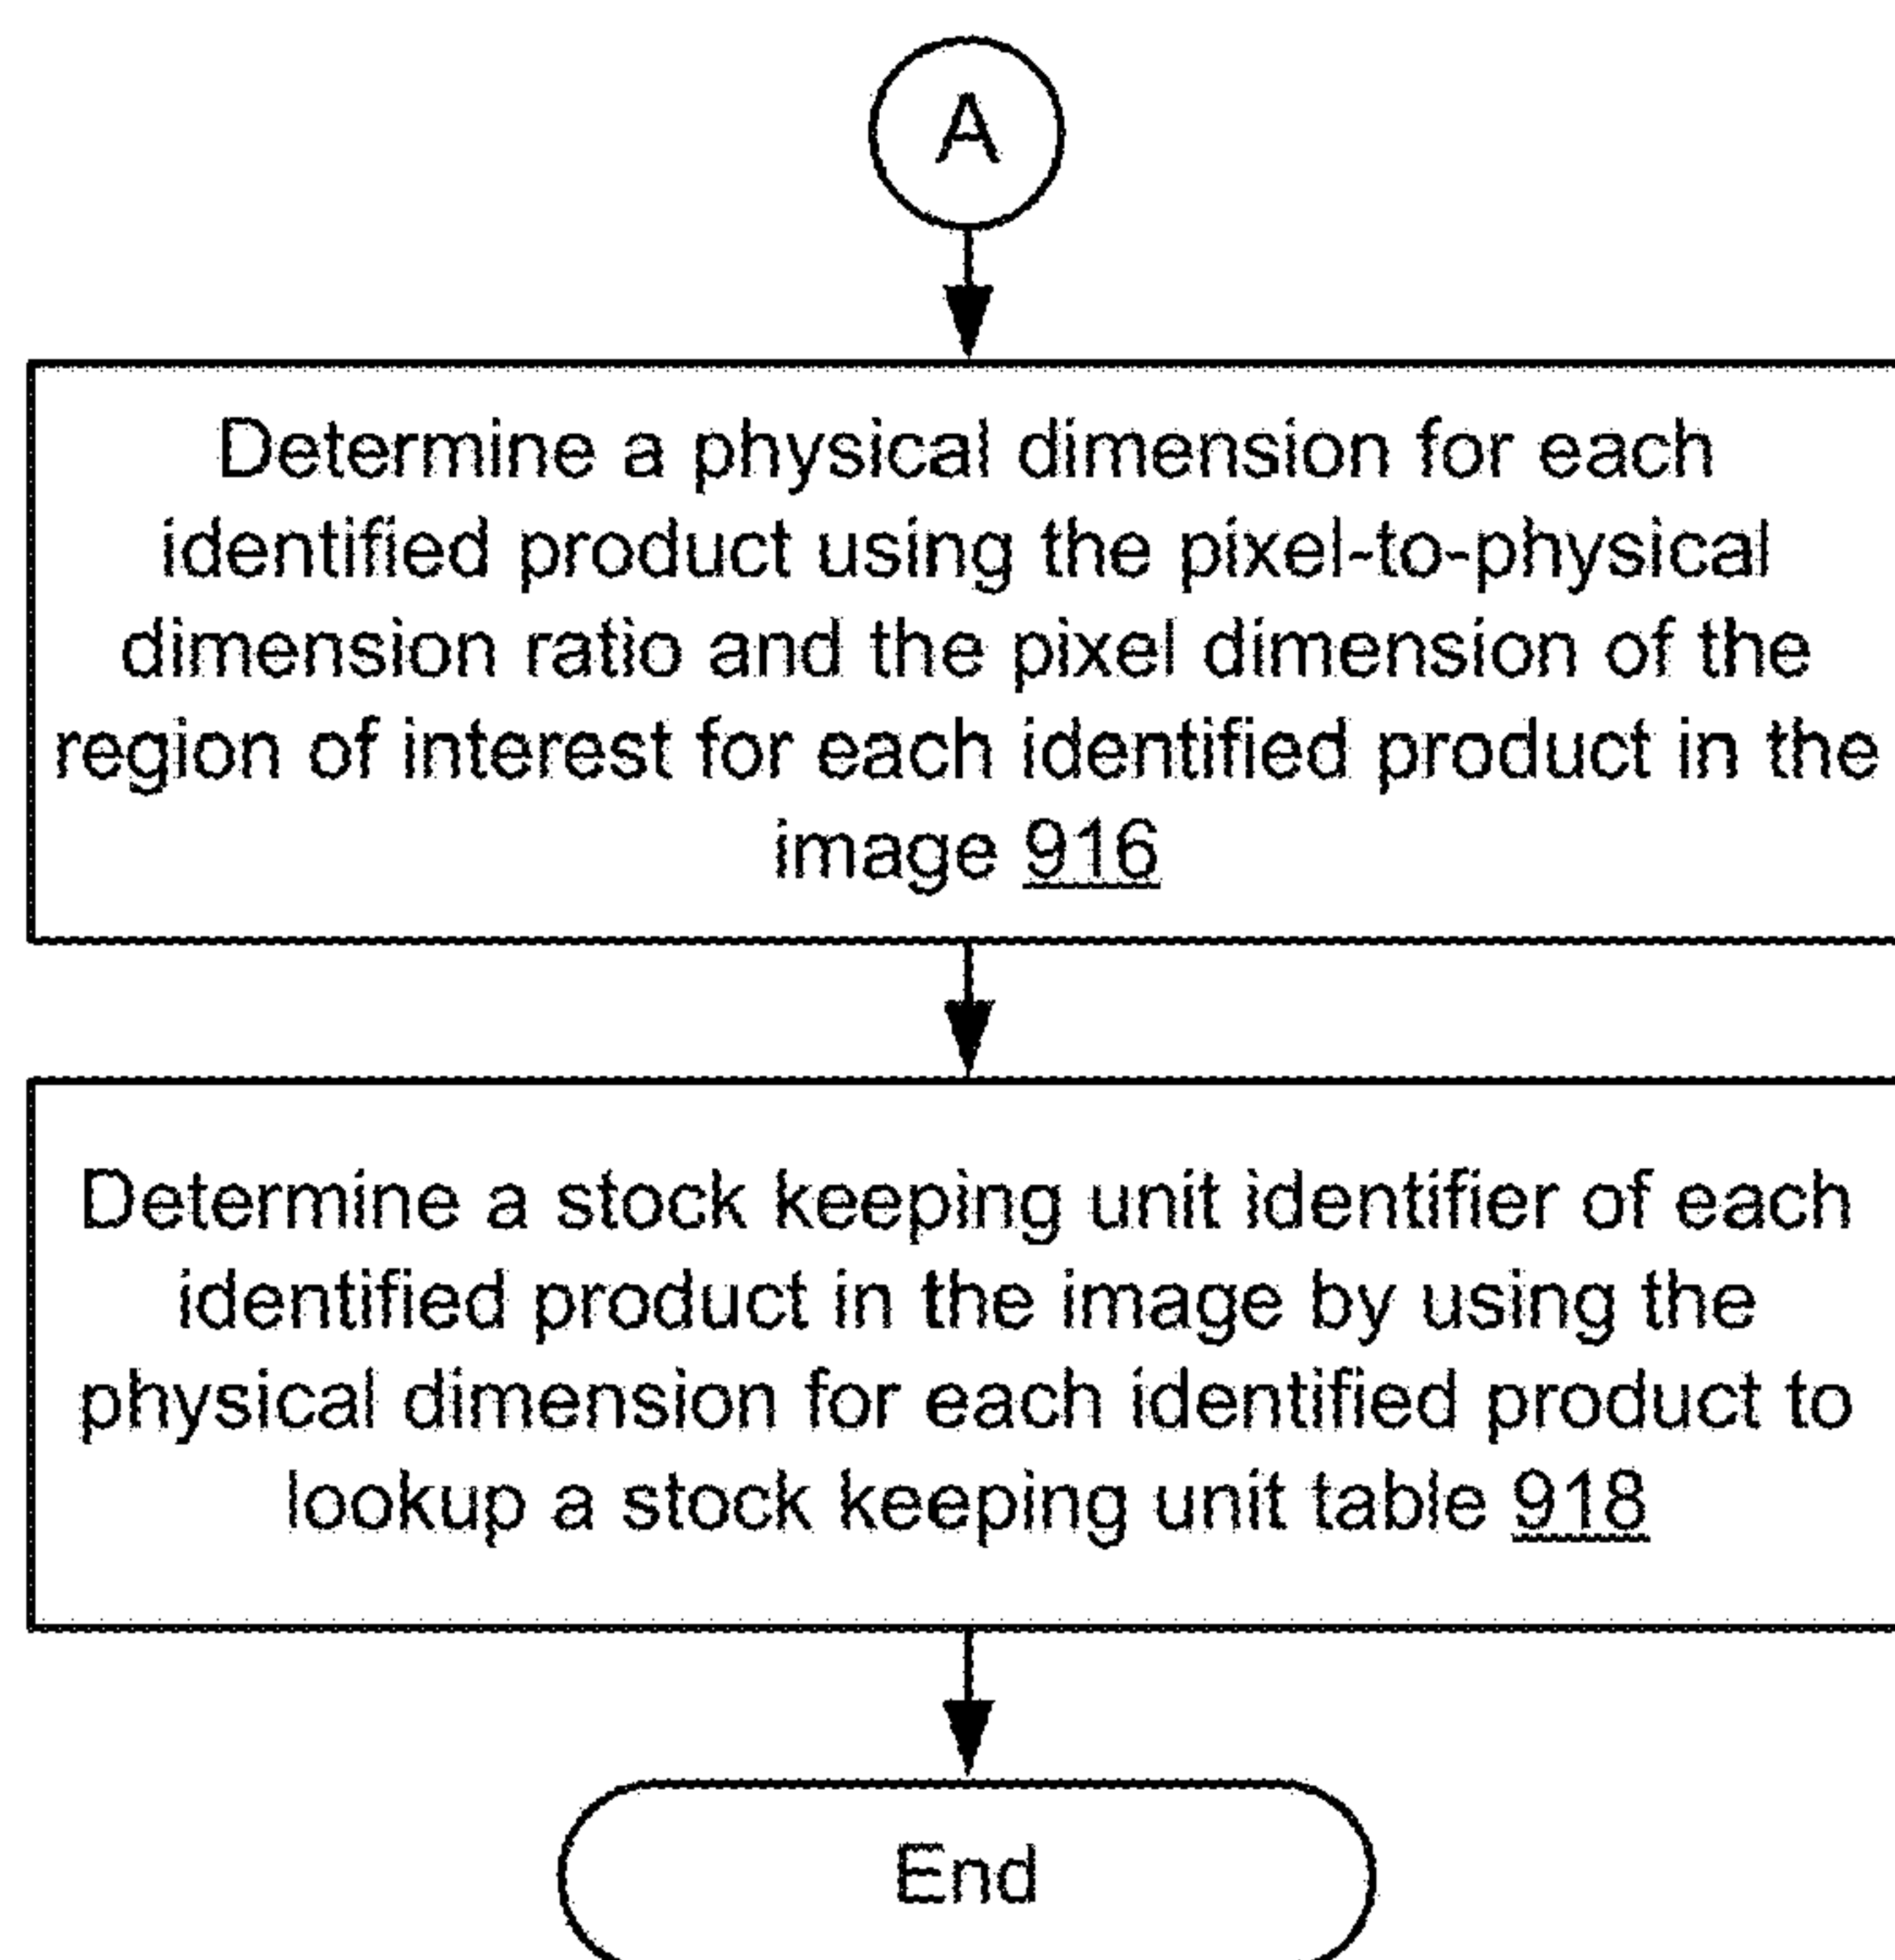 A
Determine a physical dimension for each
identified product using the pixel-to-physical
dimension ratio and the pixel dimension of the
region of interest for each identified product in the
image 916
Determine a stock keeping unit identifier of each
identified product in the image by using the
physical dimension for each identified product to
lookup a stock keeping unit table 918
End